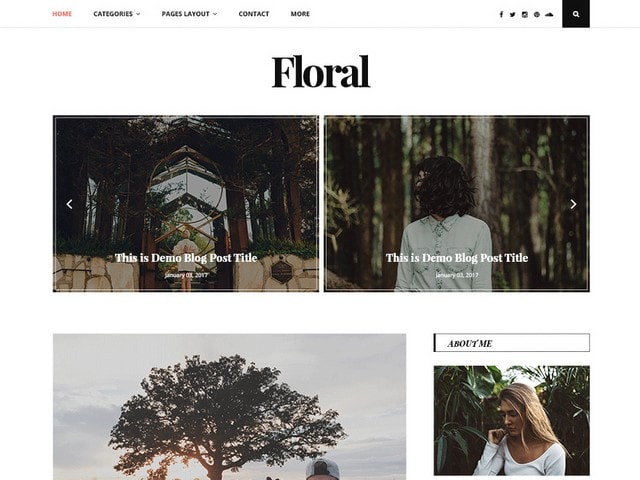 HOME CATEGORIES PAGES LAYOUT CONTACT MORE
Floral
This is Demo Blog Post Title
January 03, 2017
This is Demo Blog Post Title
January 03, 2017
ABOUT ME